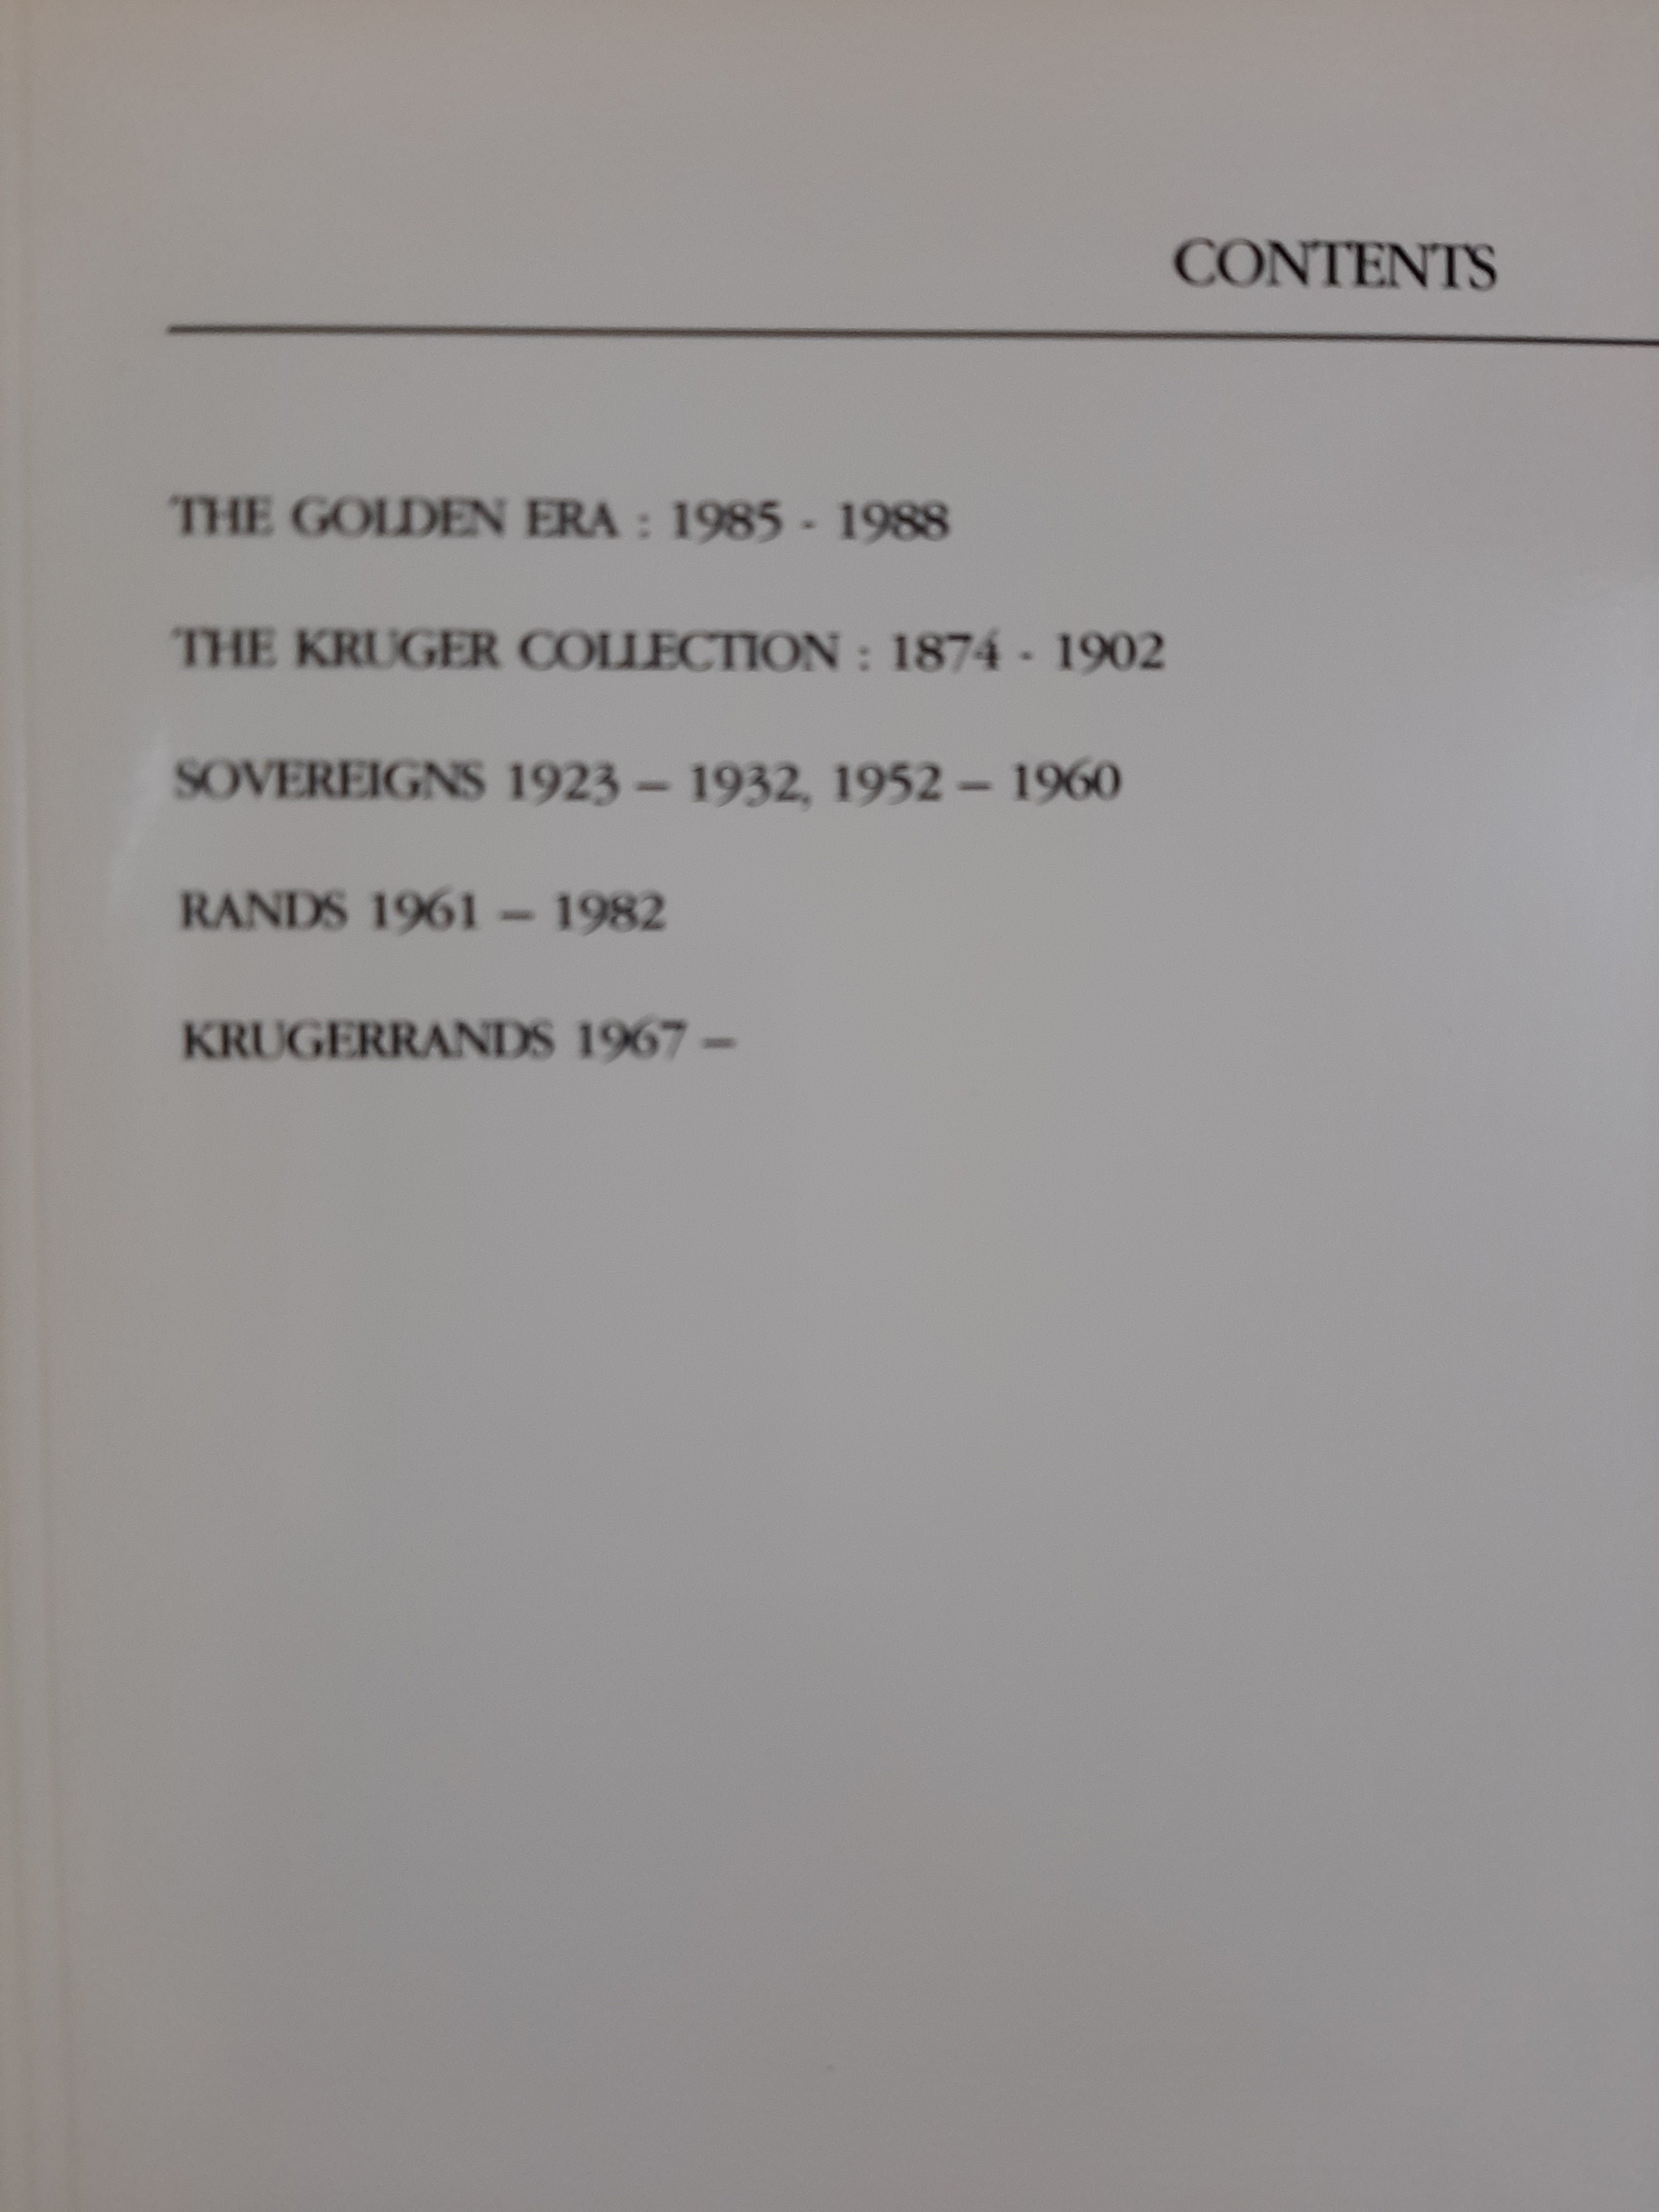 CONTENTS
THE GOLDEN ERA : 1985 - 1988
THE KRUGER COLLECTION : 1874 - 1902
SOVEREIGNS 1923 – 1932, 1952 – 1960
RANDS 1961 – 1982
KRUGERRANDS 1967 –